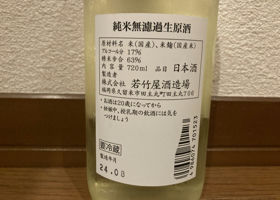 純米無濾過生原酒
原材料名 米(国産)、米麹(国産米)
アルコール分 17%
精米歩合 63%
内容量 720ml 品目 日本酒
製造者
株式会社 若竹屋酒造場
福岡県久留米市田主丸町田主丸706
お酒は20歳になってから
妊娠中、授乳期の飲酒には気を
つけましょう
要冷蔵
製造年月
24.08
4984674701523